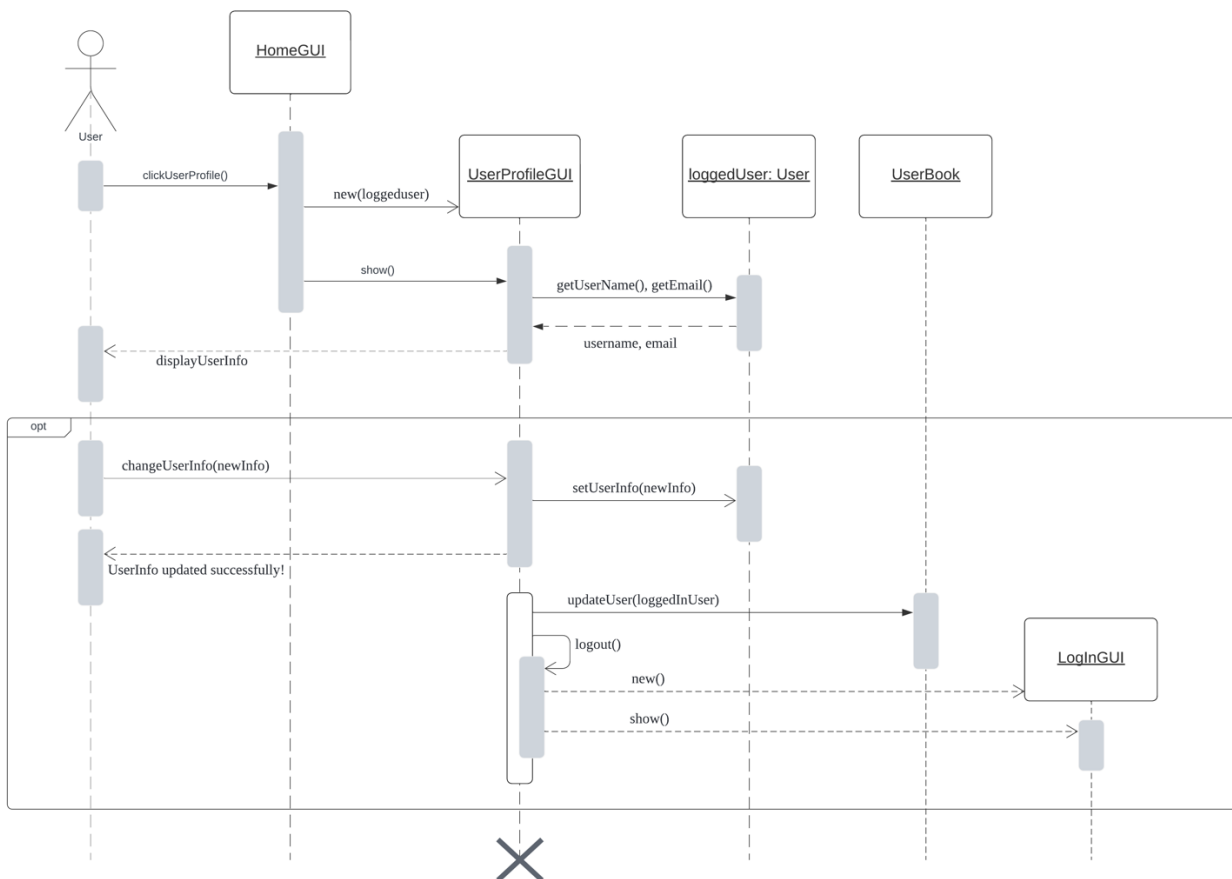 HomeGUI
User
UserProfileGUI
loggedUser: User
UserBook
clickUserProfile()
new(loggeduser)
show()
getUserName(), getEmail()
username, email
displayUserInfo
opt
changeUserInfo(newInfo)
setUserInfo(newInfo)
UserInfo updated successfully!
updateUser(loggedInUser)
logout()
LogInGUI
new()
show()